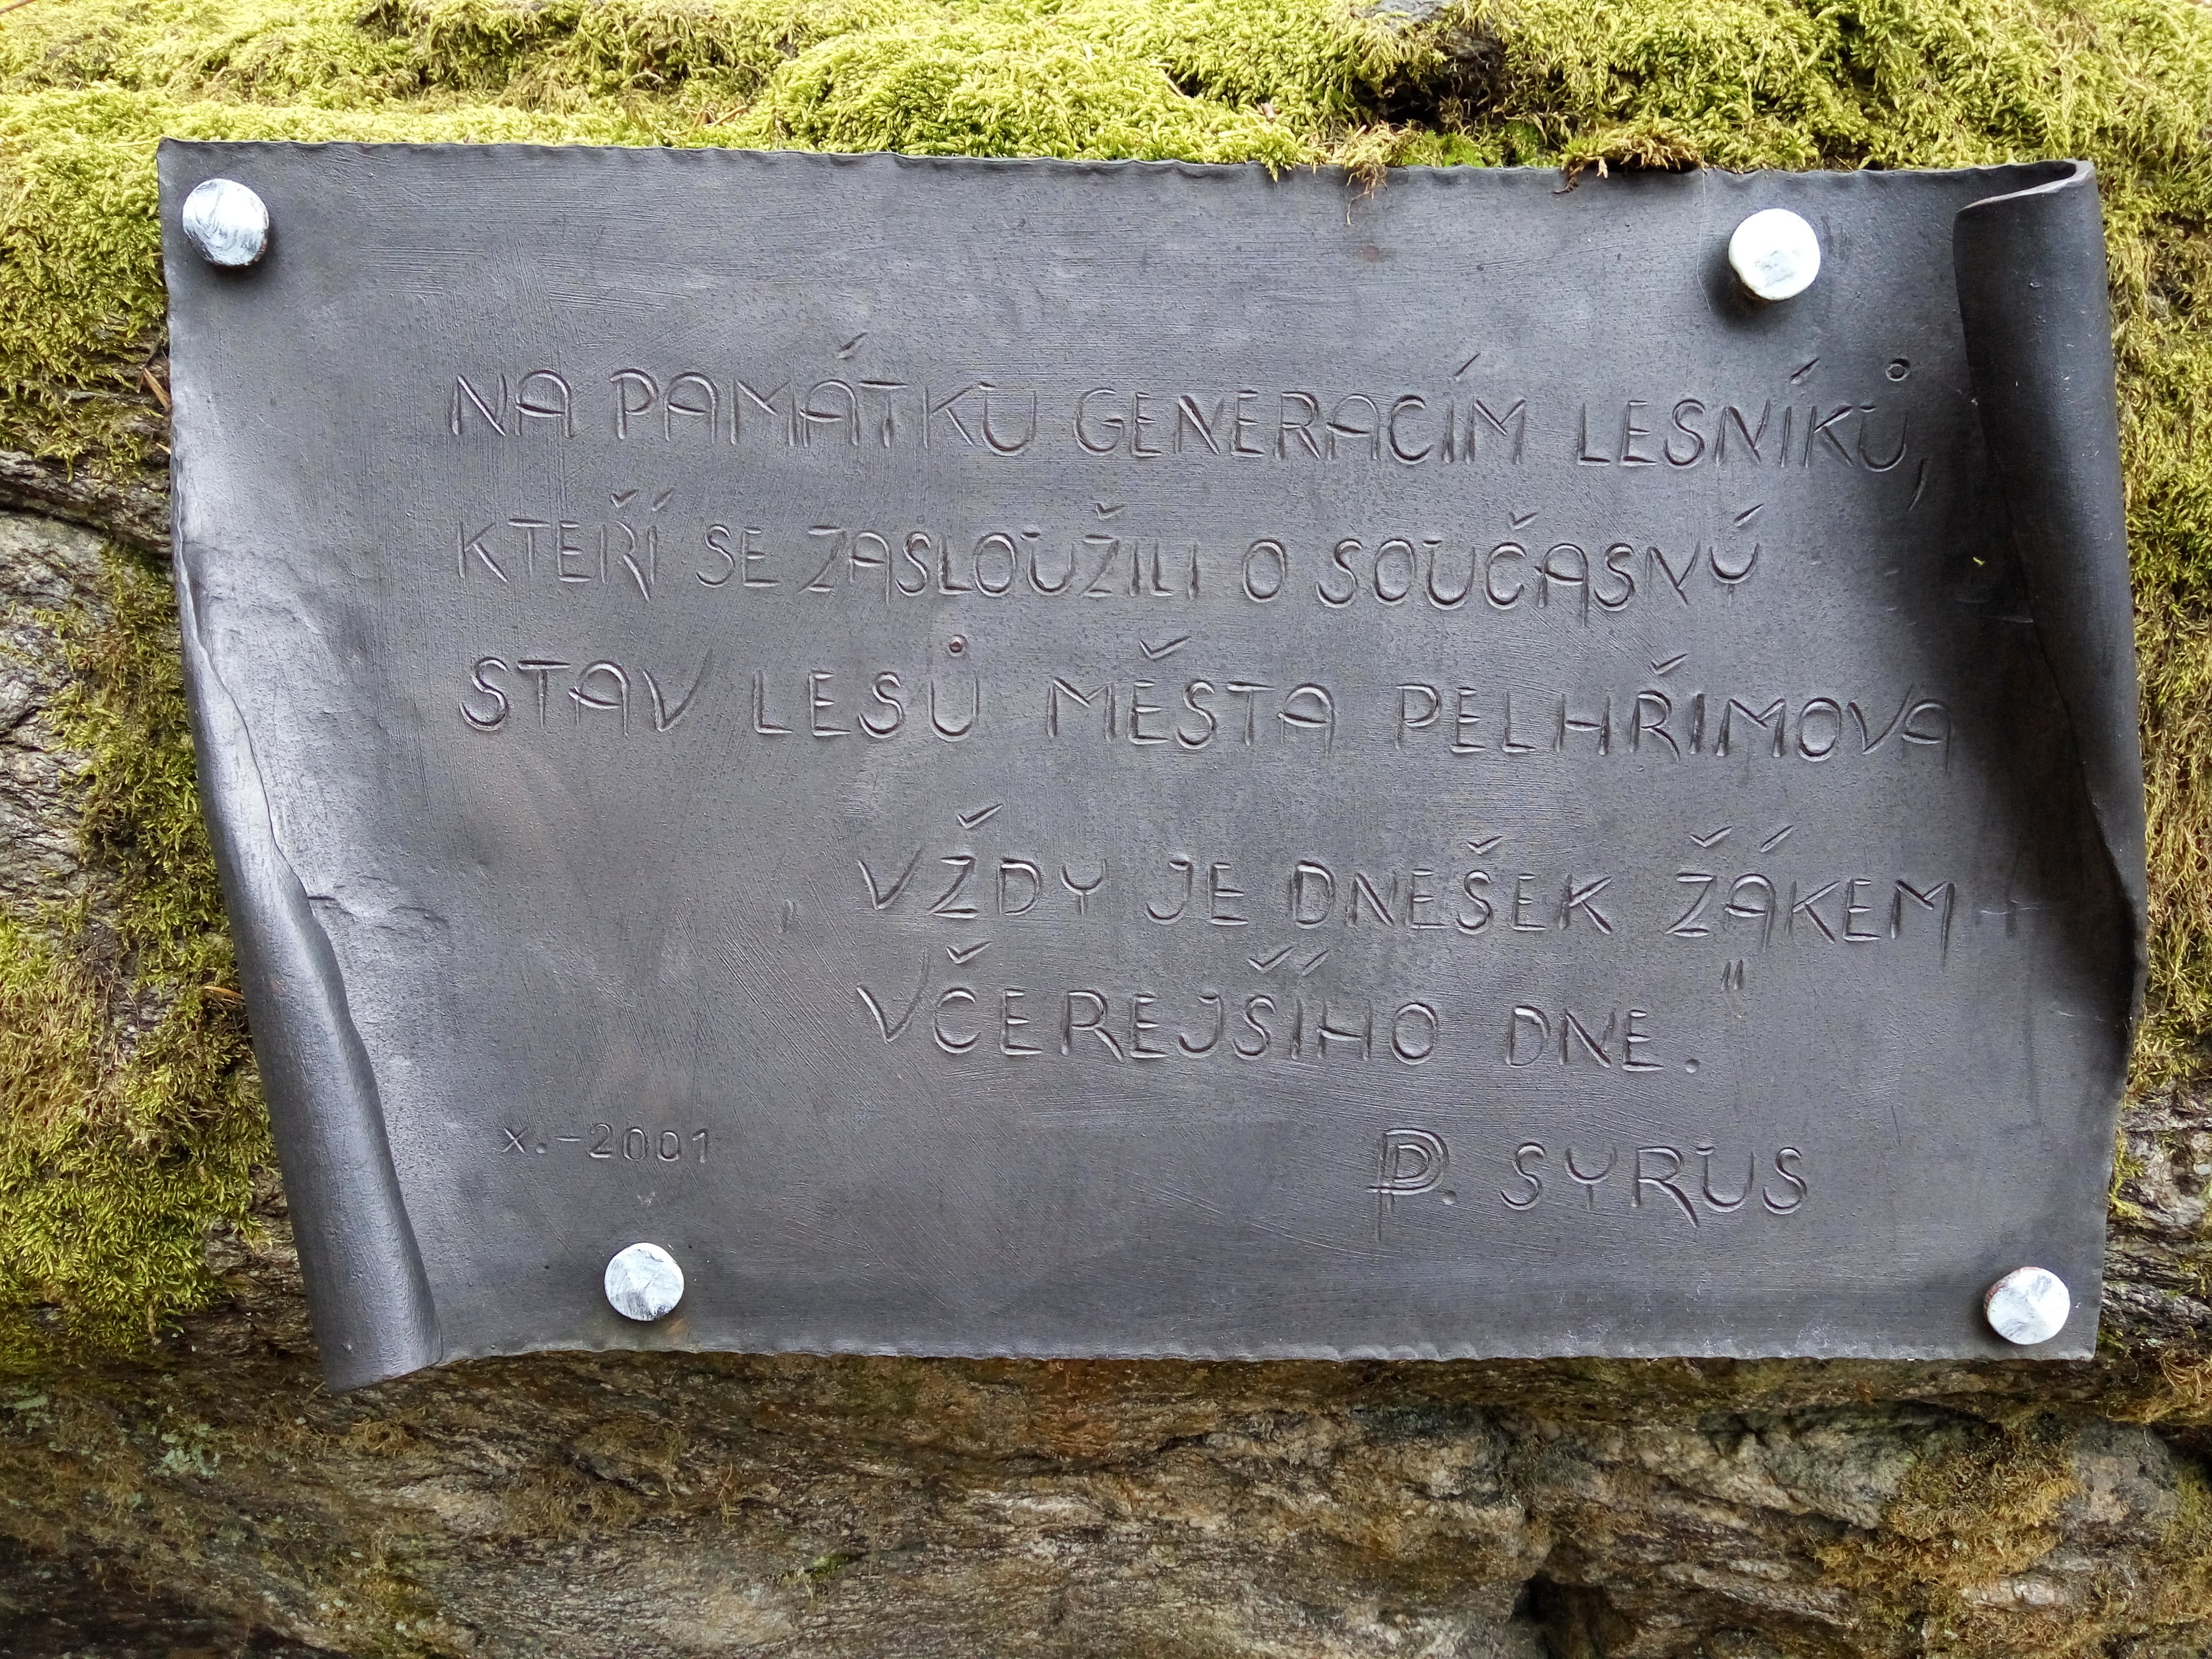 NA PAMÁTKU GENERACÍM LESNÍKŮ,
KTEŘÍ SE ZASLOUŽILI O SOUČASNÝ
STAV LESŮ MĚSTA PELHŘIMOVA
„VŽDY JE DNEŠEK ŽÁKEM
VČEREJŠÍHO DNE."
X.-2001
P. SYRUS